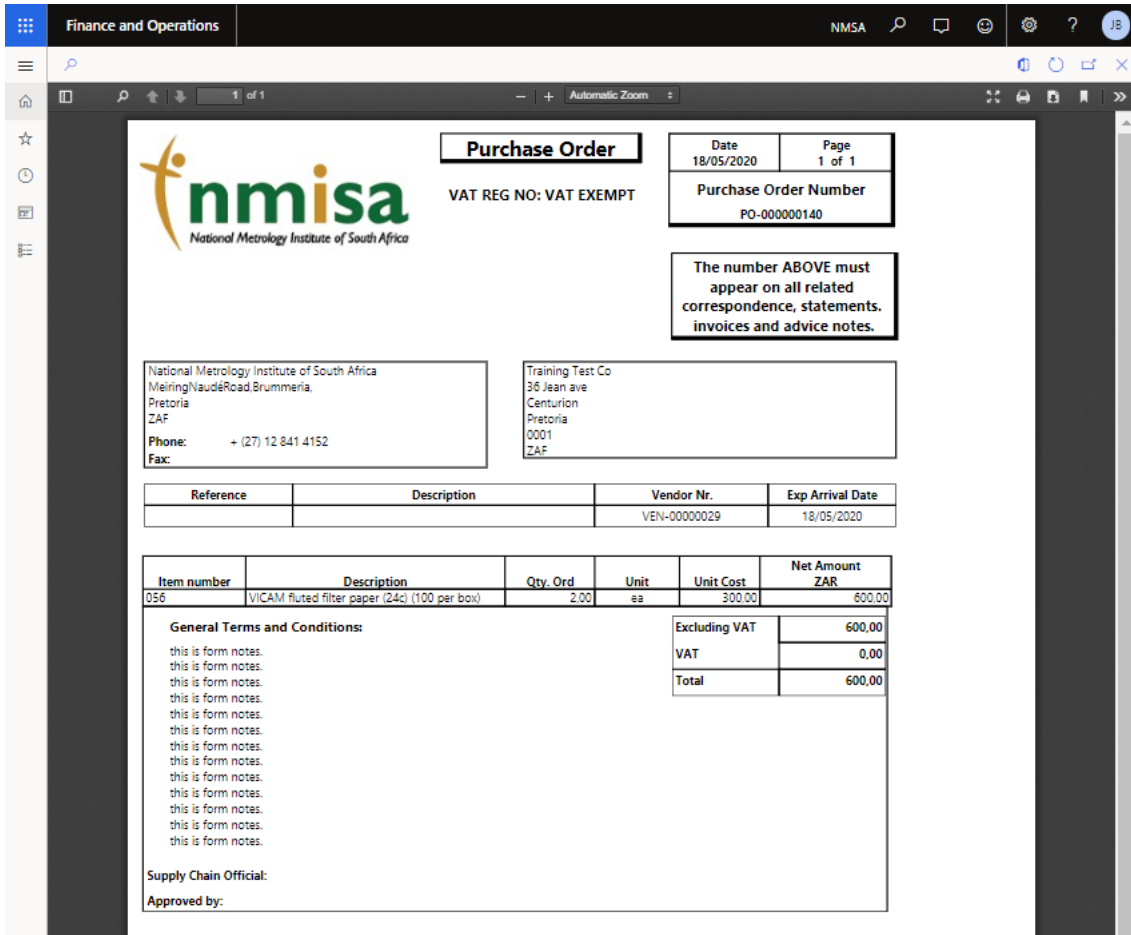 Finance and Operations
NMSA
?
JB
1 of 1
Automatic Zoom
nmisa
National Metrology Institute of South Africa
Purchase Order
VAT REG NO: VAT EXEMPT
Date Page
18/05/2020 1 of 1
Purchase Order Number
PO-000000140
The number ABOVE must
appear on all related
correspondence, statements.
invoices and advice notes.
National Metrology Institute of South Africa
MeiringNaudéRoad,Brummeria,
Pretoria
ZAF
Phone: + (27) 12 841 4152
Fax:
Training Test Co
36 Jean ave
Centurion
Pretoria
0001
ZAF
Reference Description Vendor Nr. Exp Arrival Date
VEN-00000029 18/05/2020
Net Amount
Item number Description Qty. Ord Unit Unit Cost ZAR
056 VICAM fluted filter paper (24c) (100 per box) 2,00 ea 300,00 600,00
General Terms and Conditions:
this is form notes.
this is form notes.
this is form notes.
this is form notes.
this is form notes.
this is form notes.
this is form notes.
this is form notes.
this is form notes.
this is form notes.
this is form notes.
this is form notes.
this is form notes.
Excluding VAT 600,00
VAT 0,00
Total 600,00
Supply Chain Official:
Approved by: